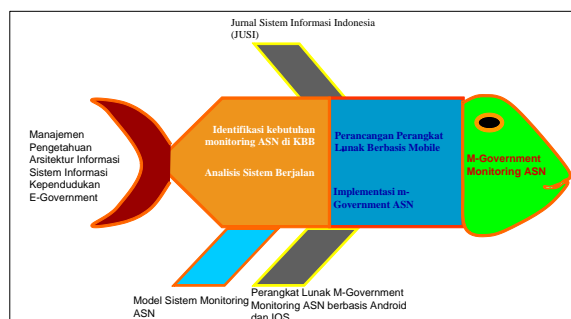 Jurnal Sistem Informasi Indonesia
(JUSI)
Manajemen
Pengetahuan
Arsitektur Informasi
Sistem Informasi
Kependudukan
E-Government
Identifikasi kebutuhan
monitoring ASN di KBB
Analisis Sistem Berjalan
Perancangan Perangkat
Lunak Berbasis Mobile
Implementasi m-
Government ASN
M-Government
Monitoring ASN
Model Sistem Monitoring
ASN
Perangkat Lunak M-Government
Monitoring ASN berbasis Android
dan IOS